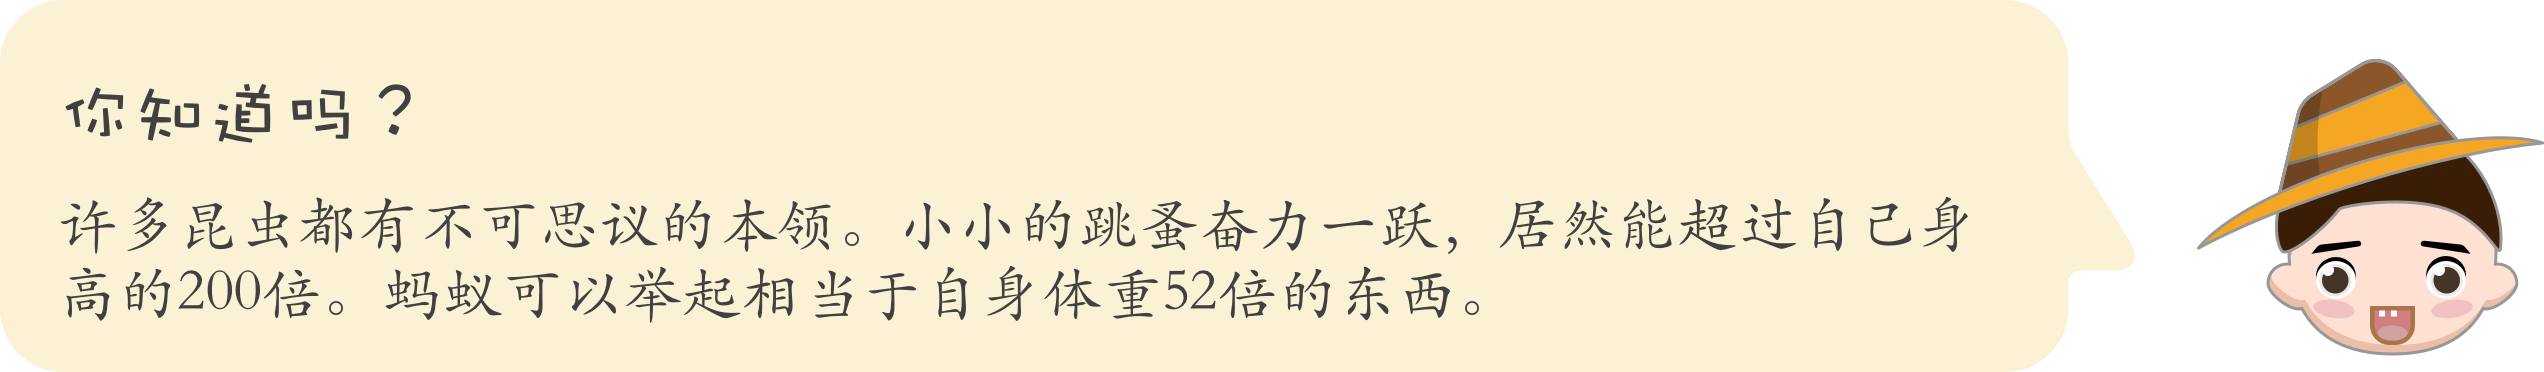 你知道吗？
许多昆虫都有不可思议的本领。小小的跳蚤奋力一跃，居然能超过自己身
高的200倍。蚂蚁可以举起相当于自身体重52倍的东西。